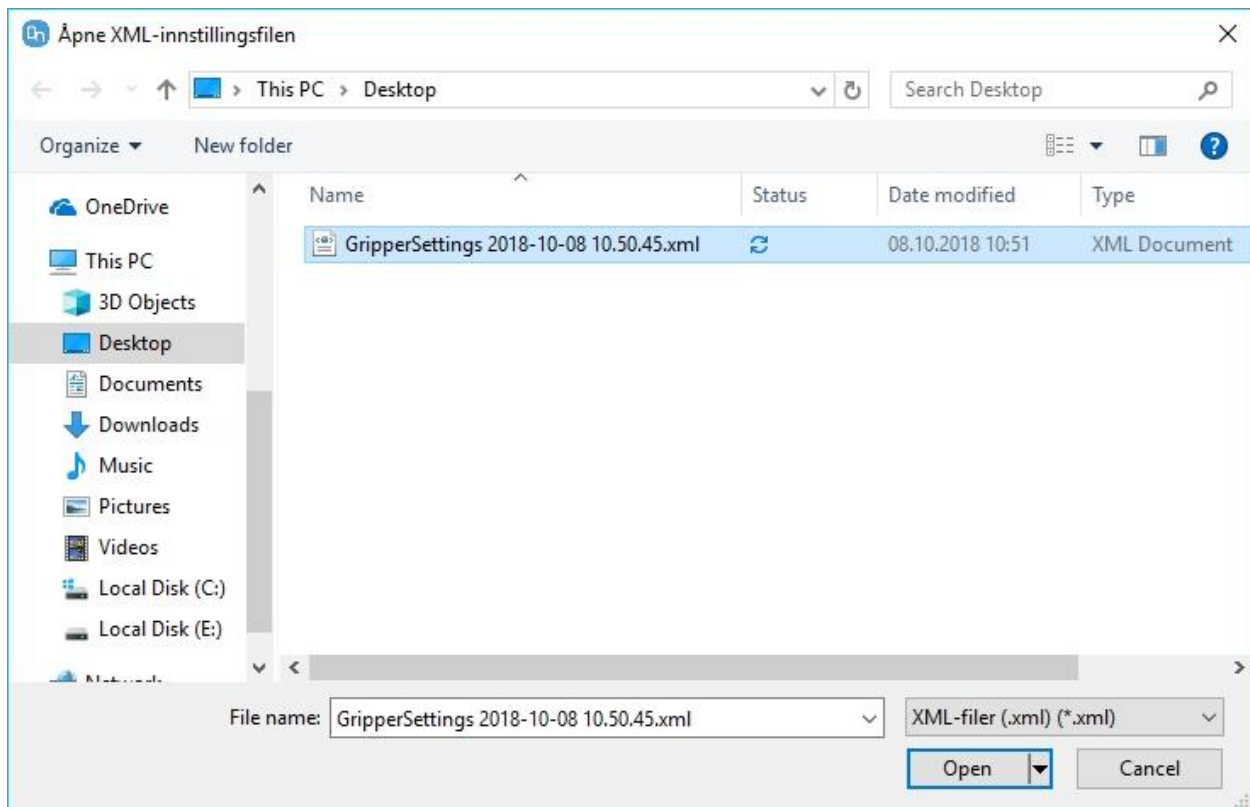 Åpne XML-innstillingsfilen
This PC > Desktop
Search Desktop
Organize
New folder
Name
Status
Date modified
Type
OneDrive
GripperSettings 2018-10-08 10.50.45.xml
08.10.2018 10:51
XML Document
This PC
3D Objects
Desktop
Documents
Downloads
Music
Pictures
Videos
Local Disk (C:)
Local Disk (E:)
File name:
GripperSettings 2018-10-08 10.50.45.xml
XML-filer (.xml) (*.xml)
Open
Cancel